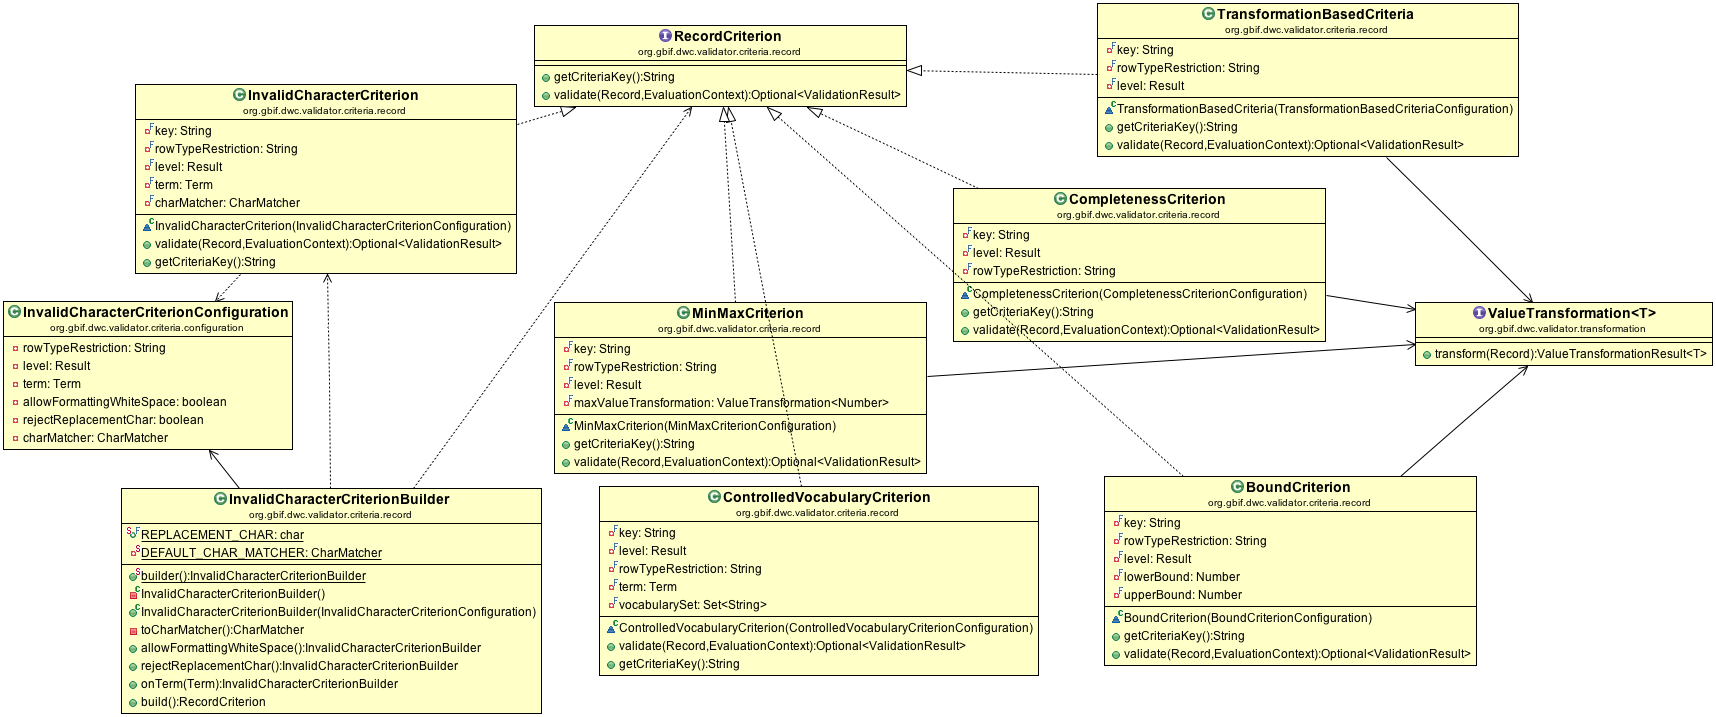 RecordCriterion
org.gbif.dwc.validator.criteria.record
getCriteriaKey():String
validate(Record,EvaluationContext):Optional<ValidationResult>
TransformationBasedCriteria
org.gbif.dwc.validator.criteria.record
key: String
rowTypeRestriction: String
level: Result
TransformationBasedCriteria(TransformationBasedCriteriaConfiguration)
getCriteriaKey():String
validate(Record,EvaluationContext):Optional<ValidationResult>
InvalidCharacterCriterion
org.gbif.dwc.validator.criteria.record
key: String
rowTypeRestriction: String
level: Result
term: Term
charMatcher: CharMatcher
InvalidCharacterCriterion(InvalidCharacterCriterionConfiguration)
validate(Record,EvaluationContext):Optional<ValidationResult>
getCriteriaKey():String
CompletenessCriterion
org.gbif.dwc.validator.criteria.record
key: String
level: Result
rowTypeRestriction: String
CompletenessCriterion(CompletenessCriterionConfiguration)
getCriteriaKey():String
validate(Record,EvaluationContext):Optional<ValidationResult>
InvalidCharacterCriterionConfiguration
org.gbif.dwc.validator.criteria.configuration
rowTypeRestriction: String
level: Result
term: Term
allowFormattingWhiteSpace: boolean
rejectReplacementChar: boolean
charMatcher: CharMatcher
MinMaxCriterion
org.gbif.dwc.validator.criteria.record
key: String
rowTypeRestriction: String
level: Result
maxValueTransformation: ValueTransformation<Number>
MinMaxCriterion(MinMaxCriterionConfiguration)
getCriteriaKey():String
validate(Record,EvaluationContext):Optional<ValidationResult>
ValueTransformation<T>
org.gbif.dwc.validator.transformation
transform(Record):ValueTransformationResult<T>
InvalidCharacterCriterionBuilder
org.gbif.dwc.validator.criteria.record
REPLACEMENT_CHAR: char
DEFAULT_CHAR_MATCHER: CharMatcher
builder():InvalidCharacterCriterionBuilder
InvalidCharacterCriterionBuilder()
InvalidCharacterCriterionBuilder(InvalidCharacterCriterionConfiguration)
toCharMatcher():CharMatcher
allowFormattingWhiteSpace():InvalidCharacterCriterionBuilder
rejectReplacementChar():InvalidCharacterCriterionBuilder
onTerm(Term):InvalidCharacterCriterionBuilder
build():RecordCriterion
ControlledVocabularyCriterion
org.gbif.dwc.validator.criteria.record
key: String
level: Result
rowTypeRestriction: String
term: Term
vocabularySet: Set<String>
ControlledVocabularyCriterion(ControlledVocabularyCriterionConfiguration)
validate(Record,EvaluationContext):Optional<ValidationResult>
getCriteriaKey():String
BoundCriterion
org.gbif.dwc.validator.criteria.record
key: String
rowTypeRestriction: String
level: Result
lowerBound: Number
upperBound: Number
BoundCriterion(BoundCriterionConfiguration)
getCriteriaKey():String
validate(Record,EvaluationContext):Optional<ValidationResult>